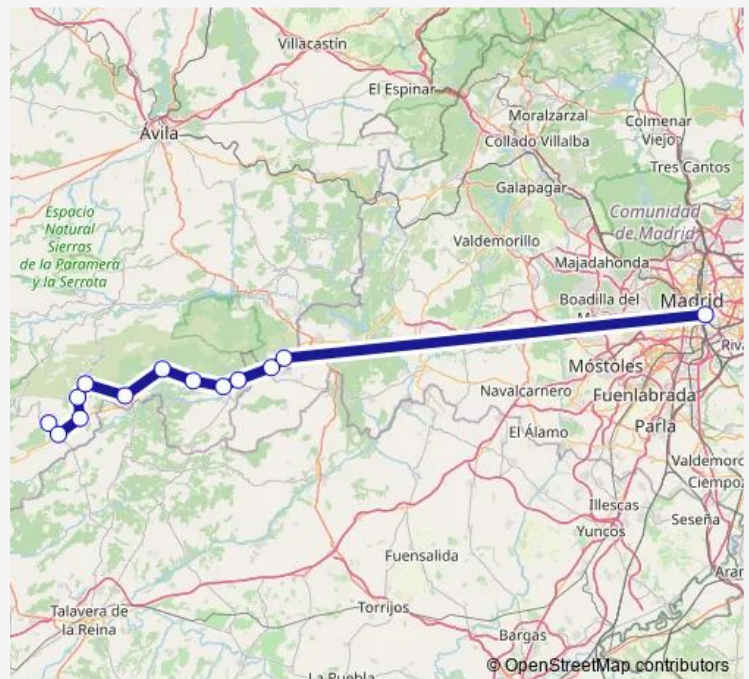 Villacastín
El Espinar
Moralzarzal
Colmenar
Viejo
Ávila
Collado Villalba
Tres Cantos
Galapagar
Espacio
Natural
Sierras
de la Paramera
y la Serrota
Comunidad
de Madrid
Valdemorillo
Majadahonda
Boadilla del
M
Madrid
Riva
Móstoles
Navalcarnero
Fuenlabrada
El Álamo
Parla
Valdemoro
Ciempoz
Illescas
Seseña
Yuncos
Fuensalida
Aran
Talavera de
la Reina
Torrijos
Bargas
La Puebla
© OpenStreetMap contributors